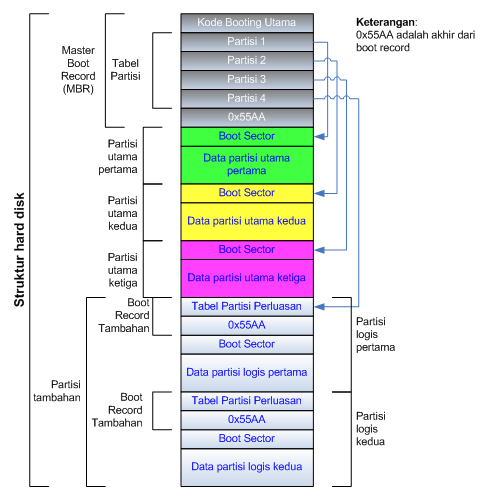 Kode Booting Utama
Partisi 1
Partisi 2
Partisi 3
Partisi 4
0x55AA
Boot Sector
Data partisi utama
pertama
Boot Sector
Data partisi utama kedua
Boot Sector
Data partisi utama ketiga
Tabel Partisi Perluasan
0x55AA
Boot Sector
Data partisi logis pertama
Tabel Partisi Perluasan
0x55AA
Boot Sector
Data partisi logis kedua
Keterangan:
0x55AA adalah akhir dari
boot record
Master
Boot
Record
(MBR)
Tabel
Partisi
Partisi
utama
pertama
Partisi
utama
kedua
Partisi
utama
ketiga
Boot
Record
Tambahan
Partisi
tambahan
Boot
Record
Tambahan
Partisi
logis
pertama
Partisi
logis
kedua
Struktur hard disk